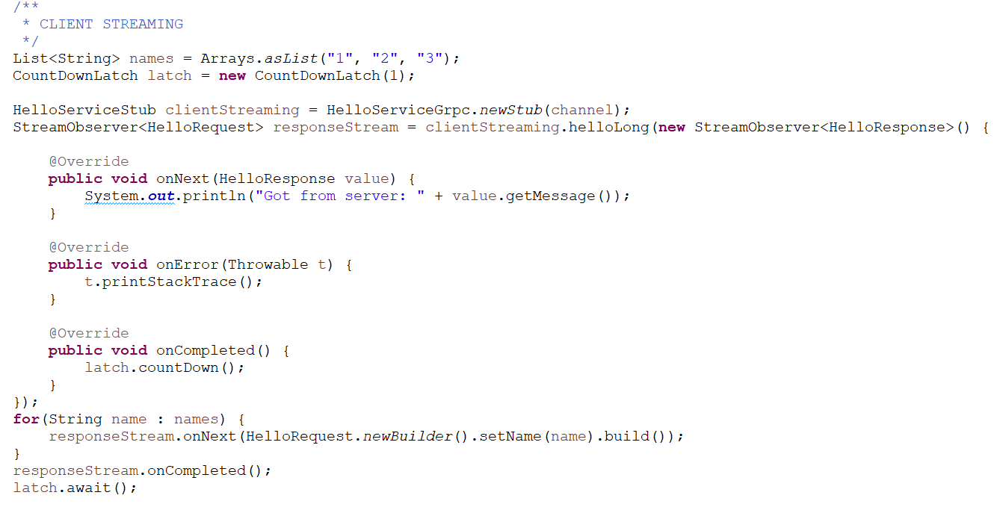 /**
 * CLIENT STREAMING
 */
List<String> names = Arrays.asList("1", "2", "3");
CountDownLatch latch = new CountDownLatch(1);

HelloServiceStub clientStreaming = HelloServiceGrpc.newStub(channel);
StreamObserver<HelloRequest> responseStream = clientStreaming.helloLong(new StreamObserver<HelloResponse>() {

    @Override
    public void onNext(HelloResponse value) {
        System.out.println("Got from server: " + value.getMessage());
    }

    @Override
    public void onError(Throwable t) {
        t.printStackTrace();
    }

    @Override
    public void onCompleted() {
        latch.countDown();
    }
});
for(String name : names) {
    responseStream.onNext(HelloRequest.newBuilder().setName(name).build());
}
responseStream.onCompleted();
latch.await();